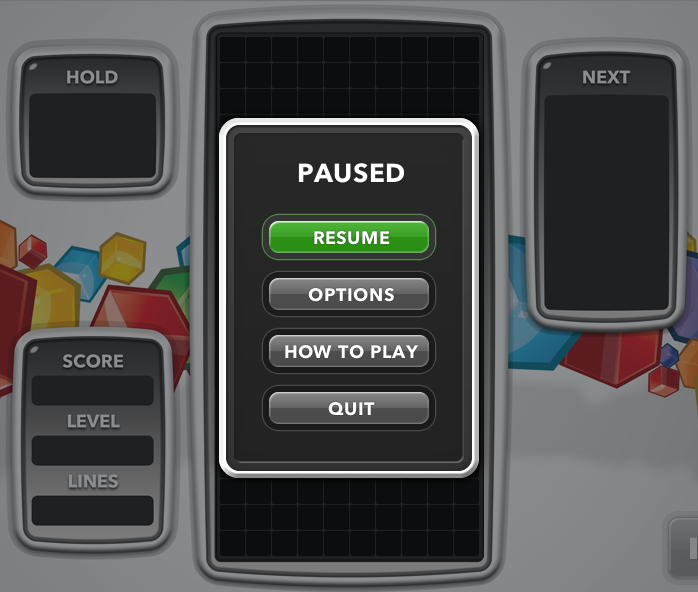 HOLD
NEXT
PAUSED
RESUME
OPTIONS
HOW TO PLAY
QUIT
SCORE
LEVEL
LINES